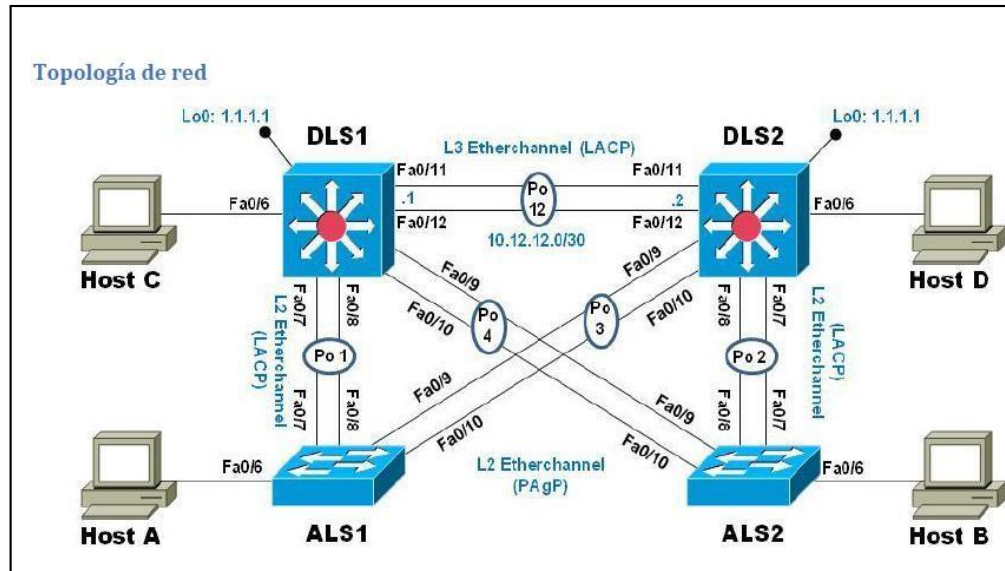 Topología de red
Lo0: 1.1.1.1
Lo0: 1.1.1.1
DLS1
DLS2
L3 Etherchannel (LACP)
Fa0/11
Fa0/11
Fa0/6
.1
Po
12
.2
Fa0/6
Fa0/12
Fa0/12
10.12.12.0/30
Host C
Host D
Fa0/7
Fa0/8
Fa0/9
Fa0/10
Fa0/9
Fa0/10
Fa0/8
Fa0/7
L2 Etherchannel
(LACP)
Po 1
Po
4
Po
3
Po 2
L2 Etherchannel
(LACP)
Fa0/7
Fa0/8
Fa0/9
Fa0/10
Fa0/9
Fa0/10
Fa0/8
Fa0/7
Fa0/6
L2 Etherchannel
(PAgP)
Fa0/6
Host A
ALS1
ALS2
Host B